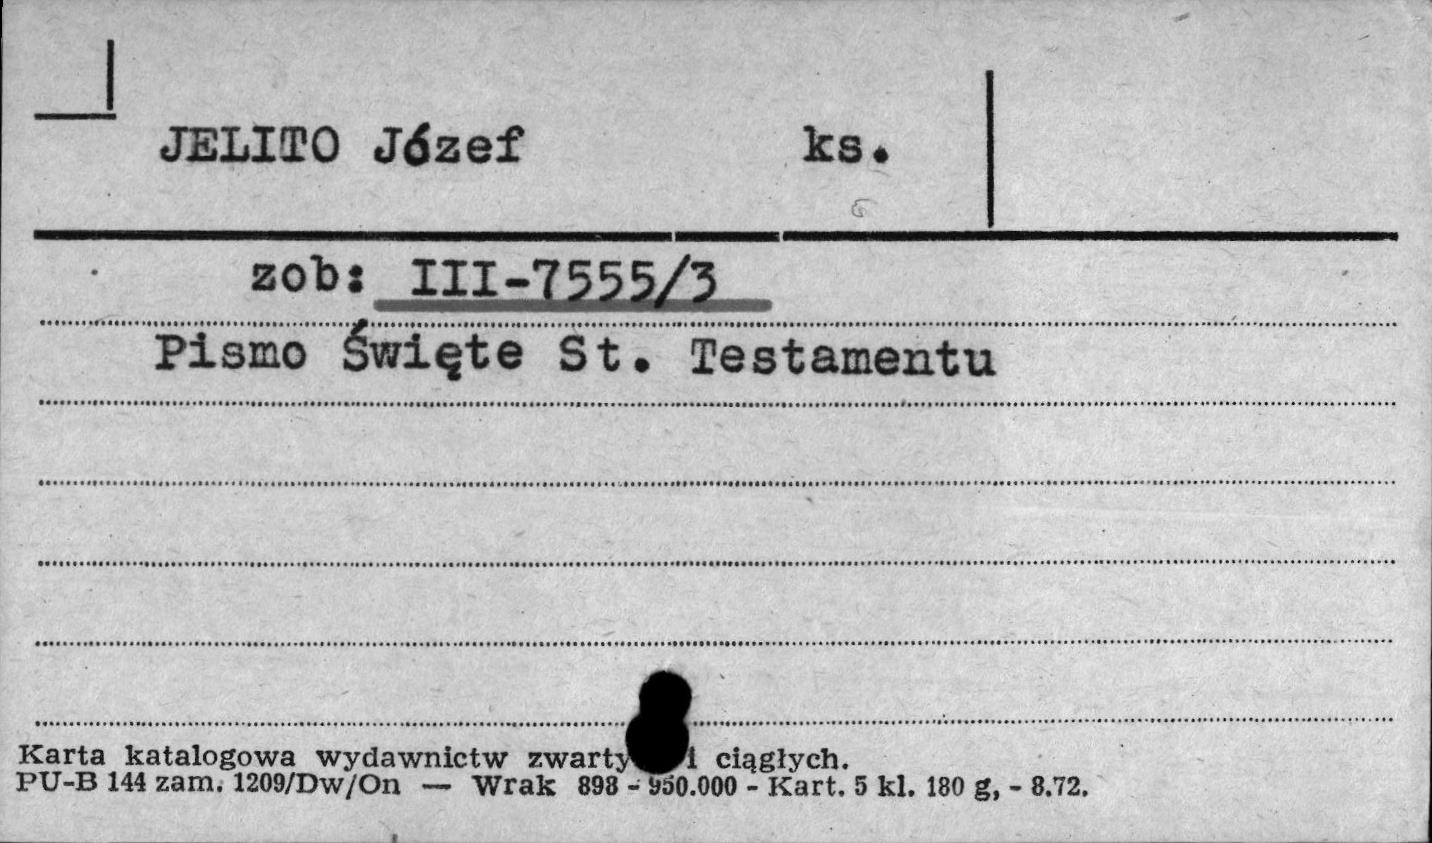 JELITO Józef ks.
zob: III-7555/3
Pismo Święte St. Testamentu
Karta katalogowa wydawnictw i ciągłych.
PU-B 144 zam. 1209/Dw/On — Wrak 898 - 950.000 - Kart. 5 kl. 180 g, - 8.72.